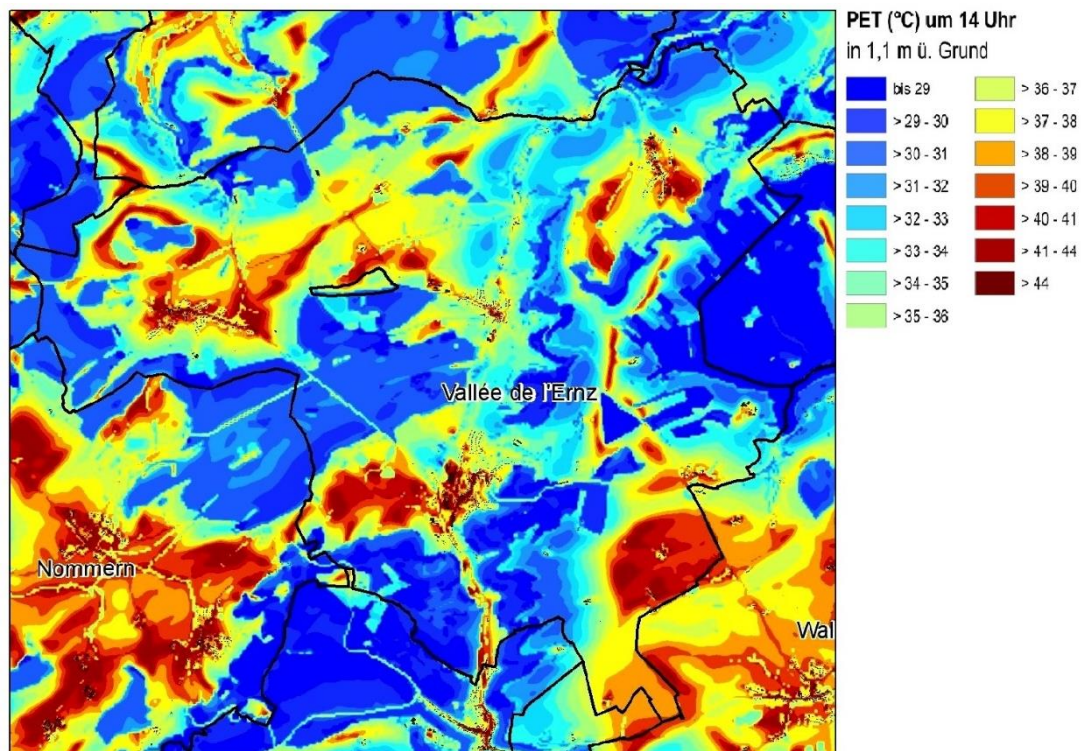 PET (°C) um 14 Uhr
in 1,1 m ü. Grund
bis 29
> 29 - 30
> 30 - 31
> 31 - 32
> 32 - 33
> 33 - 34
> 34 - 35
> 35 - 36
> 36 - 37
> 37 - 38
> 38 - 39
> 39 - 40
> 40 - 41
> 41 - 44
> 44
Vallée de l'Ernz
Nommern
Wal